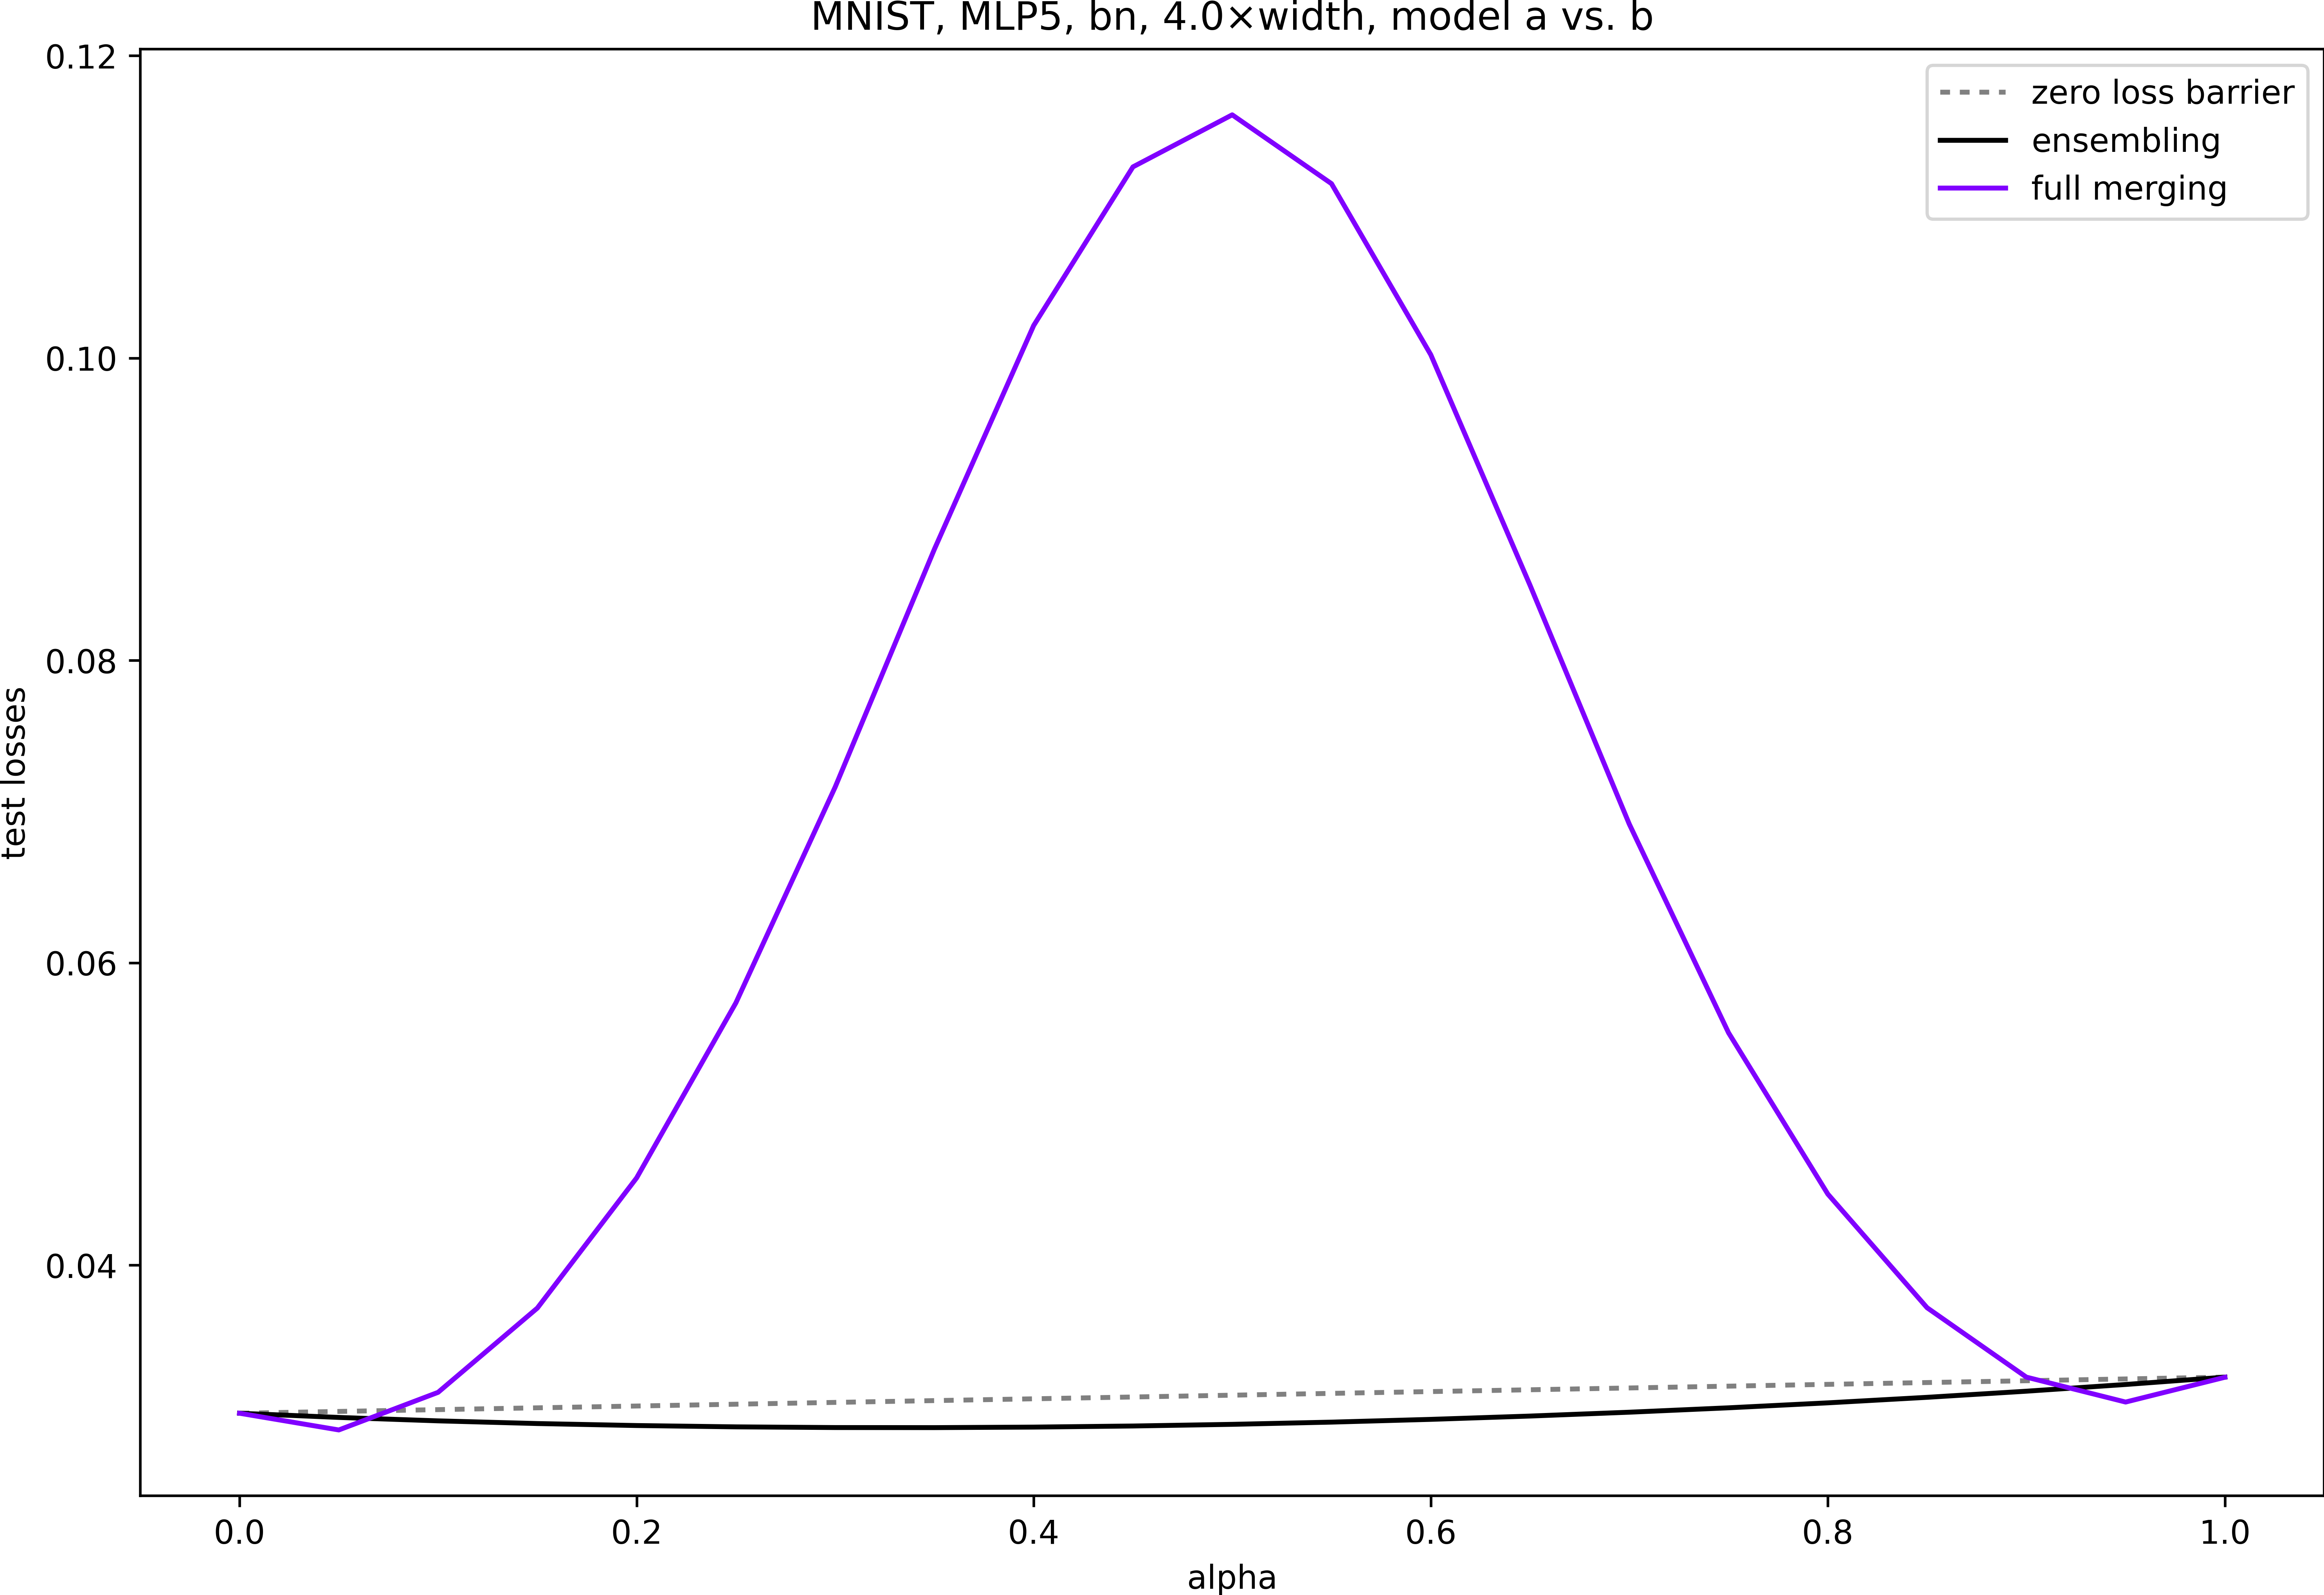 MNIST, MLP5, bn, 4.0×width, model a vs. b
zero loss barrier
ensembling
full merging
0.12
0.10
0.08
0.06
0.04
test losses
0.0 0.2 0.4 0.6 0.8 1.0
alpha